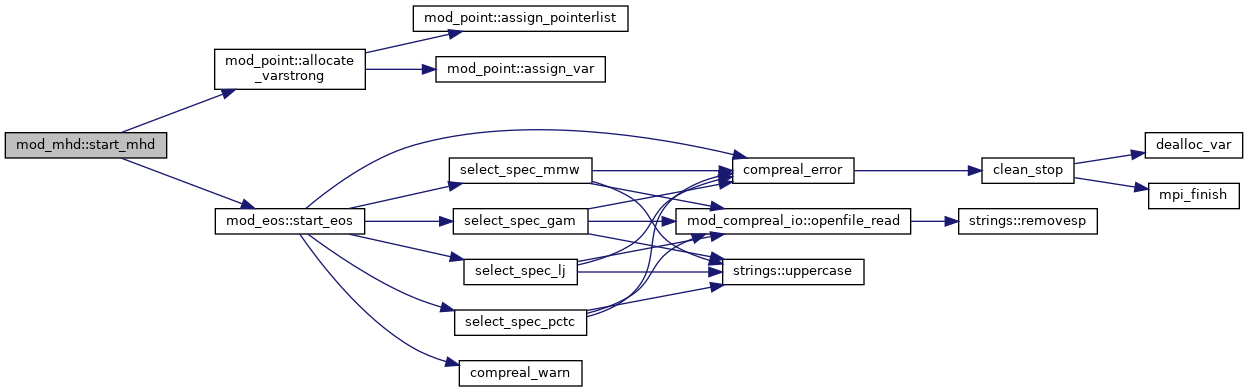 mod_point::assign_pointerlist
mod_point::allocate
_varstrong
mod_point::assign_var
mod_mhd::start_mhd
dealloc_var
select_spec_mmw
compreal_error
clean_stop
mpi_finish
mod_eos::start_eos
select_spec_gam
mod_compreal_io::openfile_read
strings::removesp
select_spec_lj
strings::uppercase
select_spec_pctc
compreal_warn